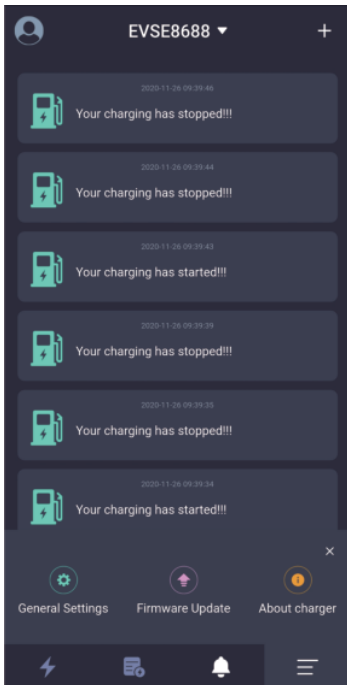 EVSE8688
2020-11-26 09:39:46
Your charging has stopped!!!
2020-11-26 09:39:44
Your charging has stopped!!!
2020-11-26 09:39:43
Your charging has started!!!
2020-11-26 09:39:39
Your charging has stopped!!!
2020-11-26 09:39:35
Your charging has stopped!!!
2020-11-26 09:39:34
Your charging has started!!!
General Settings Firmware Update About charger